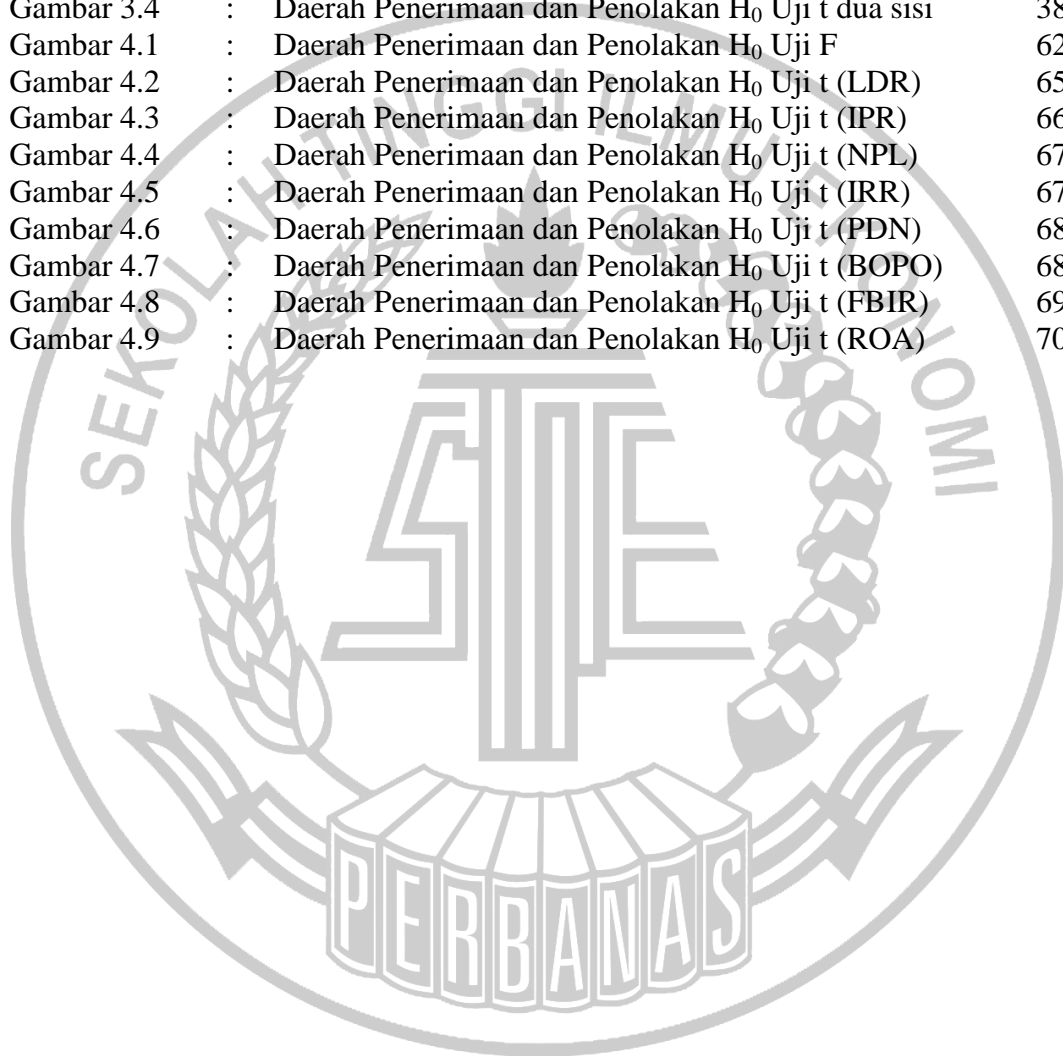 Gambar 3.4 : Daerah Penerimaan dan Penolakan H₀ Uji t dua sisi 38
Gambar 4.1 : Daerah Penerimaan dan Penolakan H₀ Uji F 62
Gambar 4.2 : Daerah Penerimaan dan Penolakan H₀ Uji t (LDR) 65
Gambar 4.3 : Daerah Penerimaan dan Penolakan H₀ Uji t (IPR) 66
Gambar 4.4 : Daerah Penerimaan dan Penolakan H₀ Uji t (NPL) 67
Gambar 4.5 : Daerah Penerimaan dan Penolakan H₀ Uji t (IRR) 67
Gambar 4.6 : Daerah Penerimaan dan Penolakan H₀ Uji t (PDN) 68
Gambar 4.7 : Daerah Penerimaan dan Penolakan H₀ Uji t (BOPO) 68
Gambar 4.8 : Daerah Penerimaan dan Penolakan H₀ Uji t (FBIR) 69
Gambar 4.9 : Daerah Penerimaan dan Penolakan H₀ Uji t (ROA) 70
SEKOLAH TINGGI ILMU EKONOMI
STIE
PERBANAS